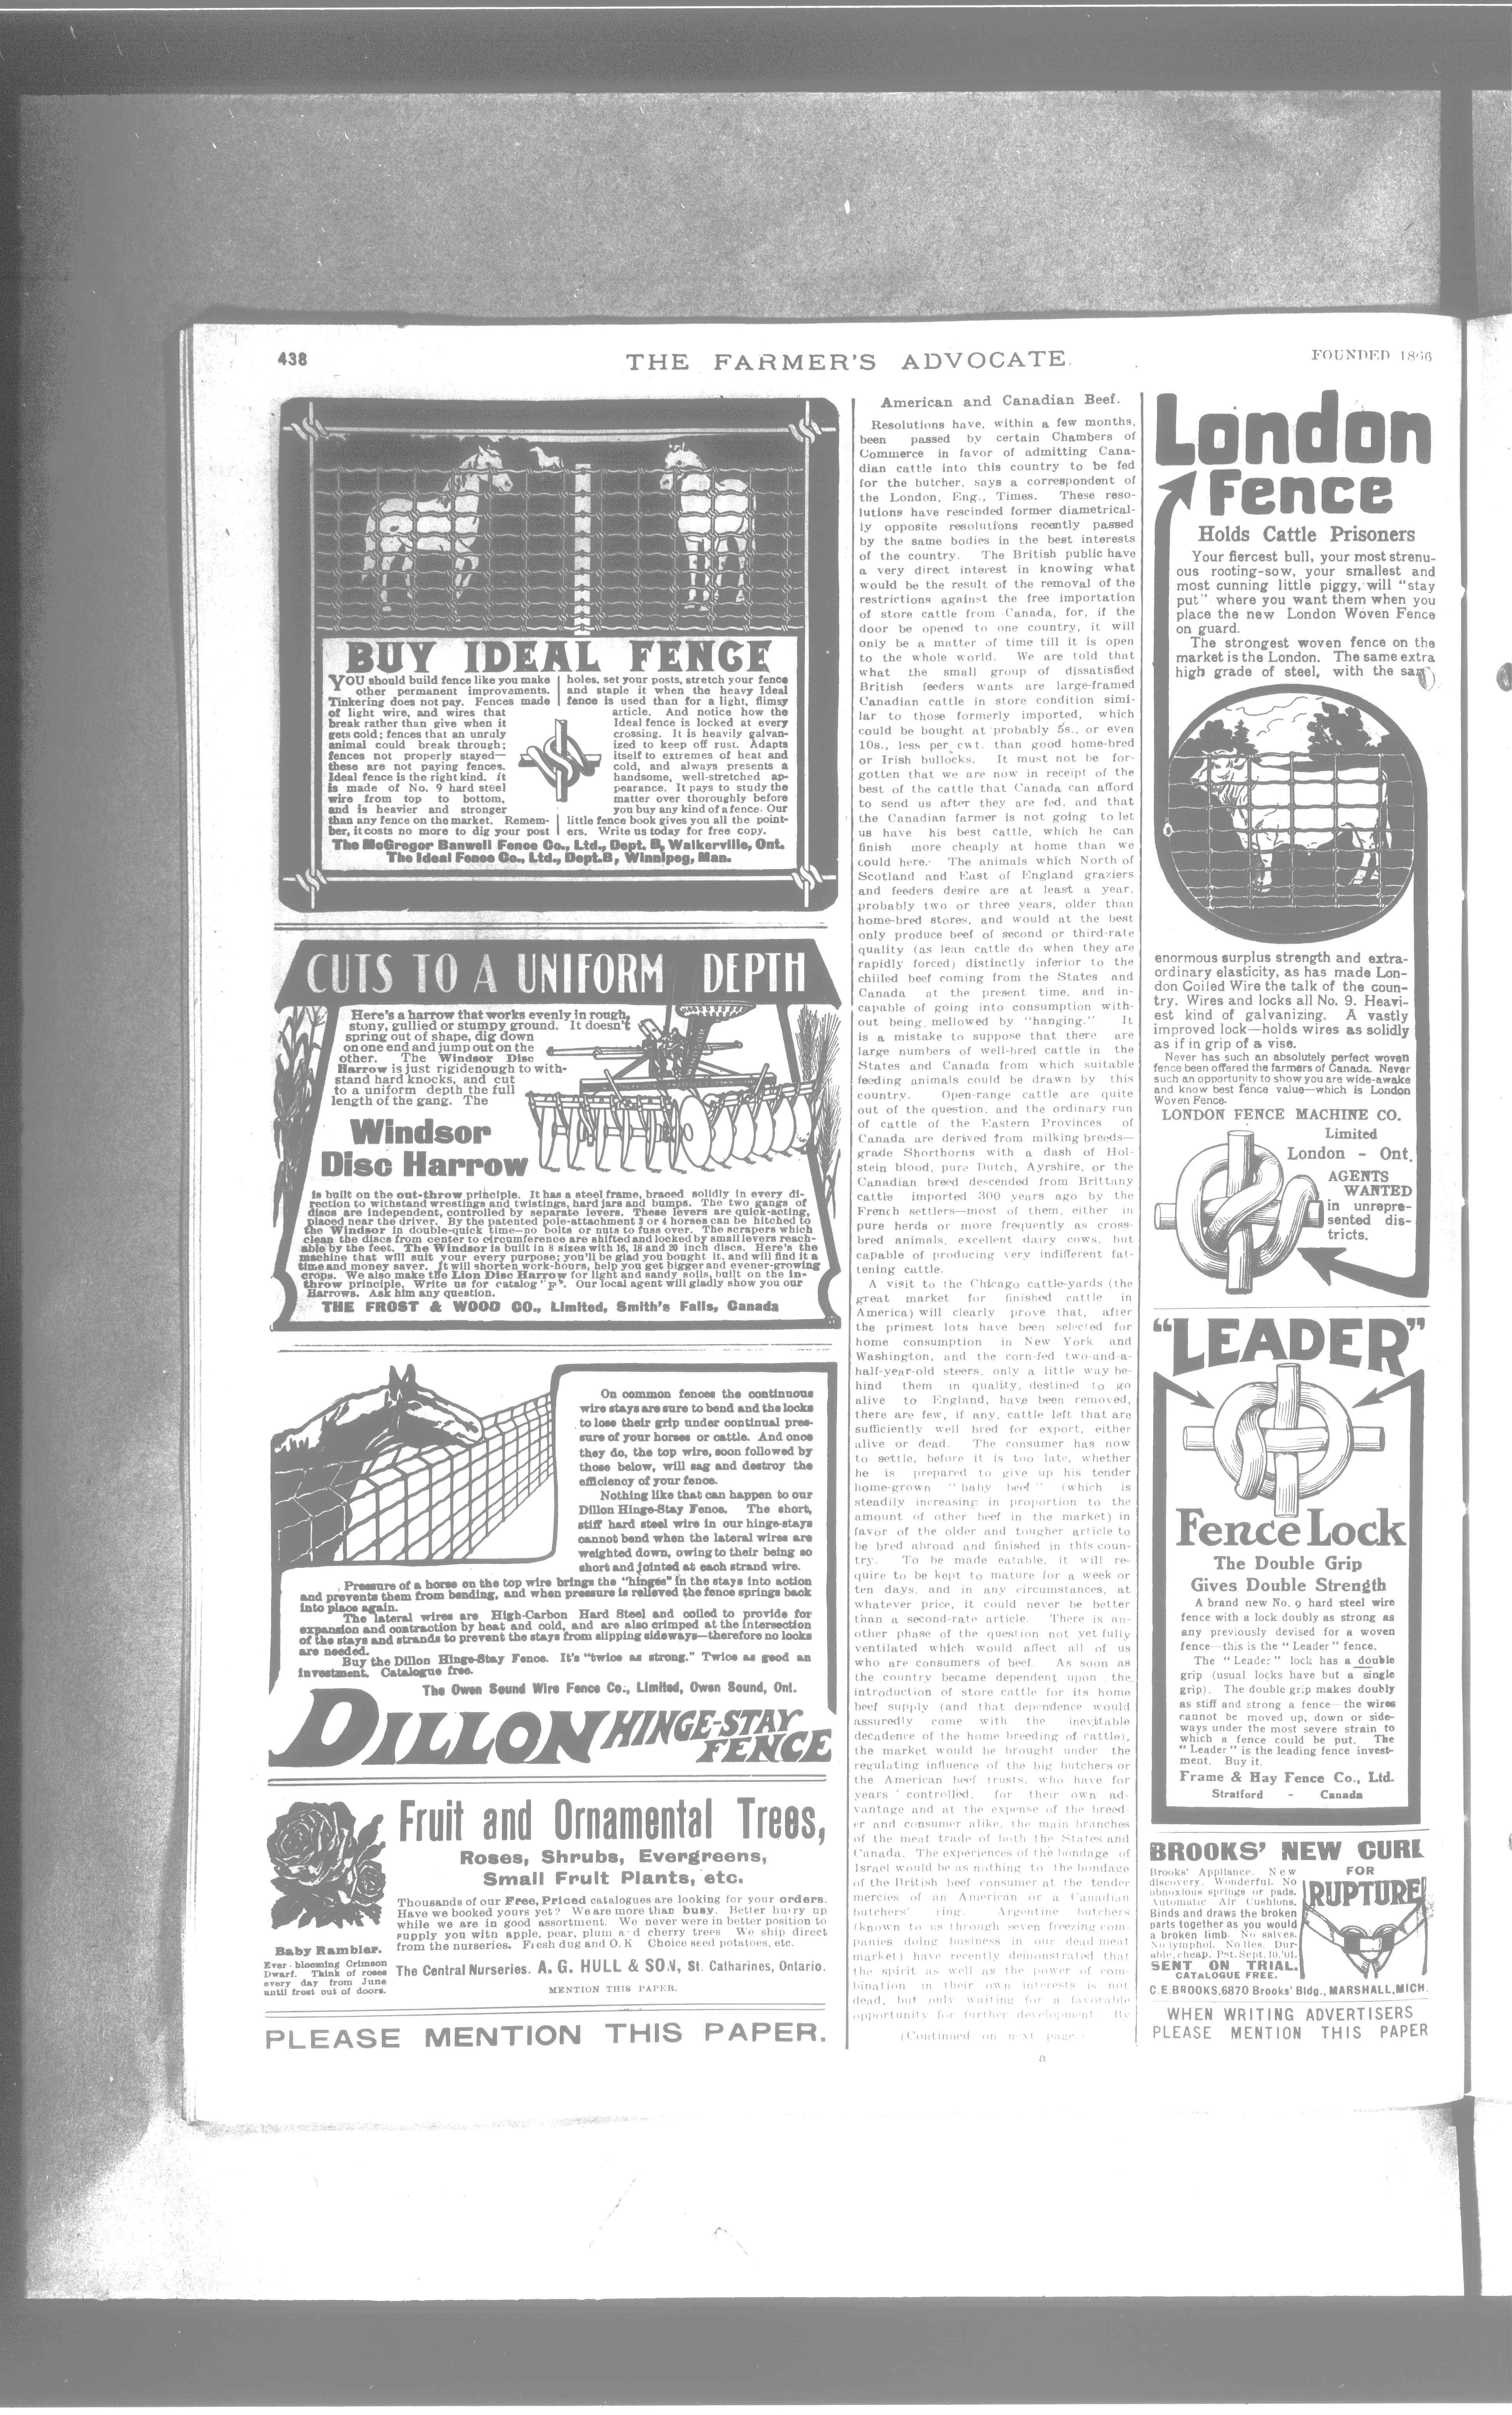 438
THE FARMER'S ADVOCATE
FOUNDED 1866
BUY IDEAL FENCE
YOU should build fence like you make
other permanent improvements.
Tinkering does not pay. Fences made
of light wire, and wires that
break rather than give when it
gets cold; fences that an unruly
animal could break through;
fences not properly stayed—
these are not paying fences.
Ideal fence is the right kind. It
is made of No. 9 hard steel
wire from top to bottom,
and is heavier and stronger
than any fence on the market. Remem-
ber, it costs no more to dig your post
holes, set your posts, stretch your fence
and staple it when the heavy Ideal
fence is used than for a light, flimsy
article. And notice how the
Ideal fence is locked at every
crossing. It is heavily galvan-
ized to keep off rust. Adapts
itself to extremes of heat and
cold, and always presents a
handsome, well-stretched ap-
pearance. It pays to study the
matter over thoroughly before
you buy any kind of a fence. Our
little fence book gives you all the point-
ers. Write us today for free copy.
The McGregor Banwell Fence Co., Ltd., Dept. B, Walkerville, Ont.
The Ideal Fence Co., Ltd., Dept. B, Winnipeg, Man.
CUTS TO A UNIFORM DEPTH
Here's a harrow that works evenly in rough,
stony, gullied or stumpy ground. It doesn't
spring out of shape, dig down
on one end and jump out on the
other. The Windsor Disc
Harrow is just rigid enough to with-
stand hard knocks, and cut
to a uniform depth the full
length of the gang. The
Windsor
Disc Harrow
is built on the out-throw principle. It has a steel frame, braced solidly in every di-
rection to withstand wrestings and twistings, hard jars and bumps. The two gangs of
discs are independent, controlled by separate levers. These levers are quick-acting,
placed near the driver. By the patented pole-attachment 3 or 4 horses can be hitched to
the Windsor in double-quick time—no bolts or nuts to fuss over. The scrapers which
clean the discs from center to circumference are shifted and locked by small levers reach-
able by the feet. The Windsor is built in 8 sizes with 16, 18 and 20 inch discs. Here's the
machine that will suit your every purpose; you'll be glad you bought it, and will find it a
time and money saver. It will shorten work-hours, help you get bigger and evener-growing
crops. We also make the Lion Disc Harrow for light and sandy soils, built on the in-
throw principle. Write us for catalog "F". Our local agent will gladly show you our
Harrows. Ask him any question.
THE FROST & WOOD CO., Limited, Smith's Falls, Canada
On common fences the continuous
wire stays are sure to bend and the locks
to lose their grip under continual pres-
sure of your horses or cattle. And once
they do, the top wire, soon followed by
those below, will sag and destroy the
efficiency of your fence.
Nothing like that can happen to our
Dillon Hinge-Stay Fence. The short,
stiff hard steel wire in our hinge-stays
cannot bend when the lateral wires are
weighted down, owing to their being so
short and jointed at each strand wire.
Pressure of a horse on the top wire brings the "hinges" in the stays into action
and prevents them from bending, and when pressure is relieved the fence springs back
into place again.
The lateral wires are High-Carbon Hard Steel and coiled to provide for
expansion and contraction by heat and cold, and are also crimped at the intersection
of the stays and strands to prevent the stays from slipping sideways—therefore no locks
are needed.
Buy the Dillon Hinge-Stay Fence. It's "twice as strong." Twice as good an
investment. Catalogue free.
The Owen Sound Wire Fence Co., Limited, Owen Sound, Ont.
DILLON HINGE-STAY
FENCE
Fruit and Ornamental Trees,
Roses, Shrubs, Evergreens,
Small Fruit Plants, etc.
Thousands of our Free, Priced catalogues are looking for your orders.
Have we booked yours yet? We are more than busy. Better hurry up
while we are in good assortment. We never were in better position to
supply you with apple, pear, plum and cherry trees We ship direct
from the nurseries. Fresh dug and O.K Choice seed potatoes, etc.
The Central Nurseries. A. G. HULL & SON, St. Catharines, Ontario.
MENTION THIS PAPER.
Baby Rambler.
Ever-blooming Crimson
Dwarf. Think of roses
every day from June
until frost out of doors.
PLEASE MENTION THIS PAPER.
American and Canadian Beef.
Resolutions have, within a few months,
been passed by certain Chambers of
Commerce in favor of admitting Cana-
dian cattle into this country to be fed
for the butcher, says a correspondent of
the London, Eng., Times. These reso-
lutions have rescinded former diametrical-
ly opposite resolutions recently passed
by the same bodies in the best interests
of the country. The British public have
a very direct interest in knowing what
would be the result of the removal of the
restrictions against the free importation
of store cattle from Canada, for, if the
door be opened to one country, it will
only be a matter of time till it is open
to the whole world. We are told that
what the small group of dissatisfied
British feeders wants are large-framed
Canadian cattle in store condition simi-
lar to those formerly imported, which
could be bought at probably 5s., or even
10s., less per cwt. than good home-bred
or Irish bullocks. It must not be for-
gotten that we are now in receipt of the
best of the cattle that Canada can afford
to send us after they are fed, and that
the Canadian farmer is not going to let
us have his best cattle, which he can
finish more cheaply at home than we
could here. The animals which North of
Scotland and East of England graziers
and feeders desire are at least a year,
probably two or three years, older than
home-bred stores, and would at the best
only produce beef of second or third-rate
quality (as lean cattle do when they are
rapidly forced) distinctly inferior to the
chilled beef coming from the States and
Canada at the present time, and in-
capable of going into consumption with-
out being mellowed by "hanging." It
is a mistake to suppose that there are
large numbers of well-bred cattle in the
States and Canada from which suitable
feeding animals could be drawn by this
country. Open-range cattle are quite
out of the question, and the ordinary run
of cattle of the Eastern Provinces of
Canada are derived from milking breeds—
grade Shorthorns with a dash of Hol-
stein blood, pure Dutch, Ayrshire, or the
Canadian breed descended from Brittany
cattle imported 300 years ago by the
French settlers—most of them, either in
pure herds or more frequently as cross-
bred animals, excellent dairy cows, but
capable of producing very indifferent fat-
tening cattle.
A visit to the Chicago cattle-yards (the
great market for finished cattle in
America) will clearly prove that, after
the primest lots have been selected for
home consumption in New York and
Washington, and the corn-fed two-and-a-
half-year-old steers, only a little way be-
hind them in quality, destined to go
alive to England, have been removed,
there are few, if any, cattle left that are
sufficiently well bred for export, either
alive or dead. The consumer has now
to settle, before it is too late, whether
he is prepared to give up his tender
home-grown "baby beef" (which is
steadily increasing in proportion to the
amount of other beef in the market) in
favor of the older and tougher article to
be bred abroad and finished in this coun-
try. To be made eatable, it will re-
quire to be kept to mature for a week or
ten days, and in any circumstances, at
whatever price, it could never be better
than a second-rate article. There is an-
other phase of the question not yet fully
ventilated which would affect all of us
who are consumers of beef. As soon as
the country became dependent upon the
introduction of store cattle for its home
beef supply (and that dependence would
assuredly come with the inevitable
decadence of the home breeding of cattle),
the market would be brought under the
regulating influence of the big butchers or
the American beef trusts, who have for
years controlled, for their own ad-
vantage and at the expense of the breed-
er and consumer alike, the main branches
of the meat trade of both the States and
Canada. The experiences of the bondage of
Israel would be as nothing to the bondage
of the British beef consumer at the tender
mercies of an American or a Canadian
butchers' ring. Argentine butchers
(known to us through seven freezing com-
panies doing business in our dead meat
market) have recently demonstrated that
the spirit as well as the power of com-
bination in their own interests is not
dead, but only waiting for a favorable
opportunity for further development. By
(Continued on next page.)
London
Fence
Holds Cattle Prisoners
Your fiercest bull, your most strenu-
ous rooting-sow, your smallest and
most cunning little piggy, will "stay
put" where you want them when you
place the new London Woven Fence
on guard.
The strongest woven fence on the
market is the London. The same extra
high grade of steel, with the same
enormous surplus strength and extra-
ordinary elasticity, as has made Lon-
don Coiled Wire the talk of the coun-
try. Wires and locks all No. 9. Heavi-
est kind of galvanizing. A vastly
improved lock—holds wires as solidly
as if in grip of a vise.
Never has such an absolutely perfect woven
fence been offered the farmers of Canada. Never
such an opportunity to show you are wide-awake
and know best fence value—which is London
Woven Fence.
LONDON FENCE MACHINE CO.
Limited
London - Ont.
AGENTS
WANTED
in unrepre-
sented dis-
tricts.
"LEADER"
Fence Lock
The Double Grip
Gives Double Strength
A brand new No. 9 hard steel wire
fence with a lock doubly as strong as
any previously devised for a woven
fence—this is the "Leader" fence.
The "Leader" lock has a double
grip (usual locks have but a single
grip). The double grip makes doubly
as stiff and strong a fence—the wires
cannot be moved up, down or side-
ways under the most severe strain to
which a fence could be put. The
"Leader" is the leading fence invest-
ment. Buy it.
Frame & Hay Fence Co., Ltd.
Stratford - Canada
BROOKS' NEW CURE
FOR
RUPTURE
Brooks' Appliance. New
discovery. Wonderful. No
obnoxious springs or pads.
Automatic Air Cushions.
Binds and draws the broken
parts together as you would
a broken limb. No salves.
No lymphol. No lies. Dur-
able, cheap. Pat. Sept. 10, '01.
SENT ON TRIAL.
CATALOGUE FREE.
C. E. BROOKS, 6870 Brooks' Bldg., MARSHALL, MICH.
WHEN WRITING ADVERTISERS
PLEASE MENTION THIS PAPER